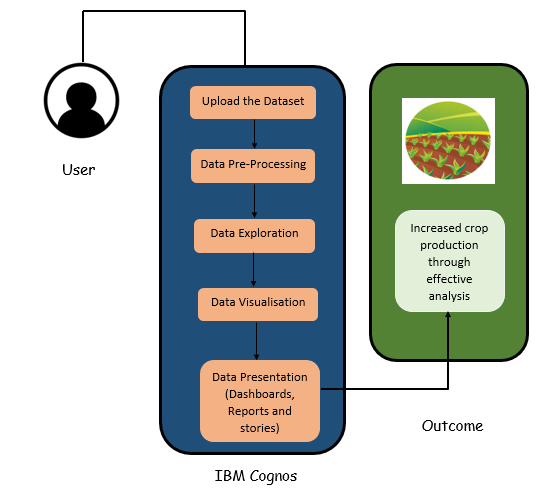 User
Upload the Dataset
Data Pre-Processing
Data Exploration
Data Visualisation
Data Presentation
(Dashboards,
Reports and
stories)
IBM Cognos
Increased crop
production
through
effective
analysis
Outcome